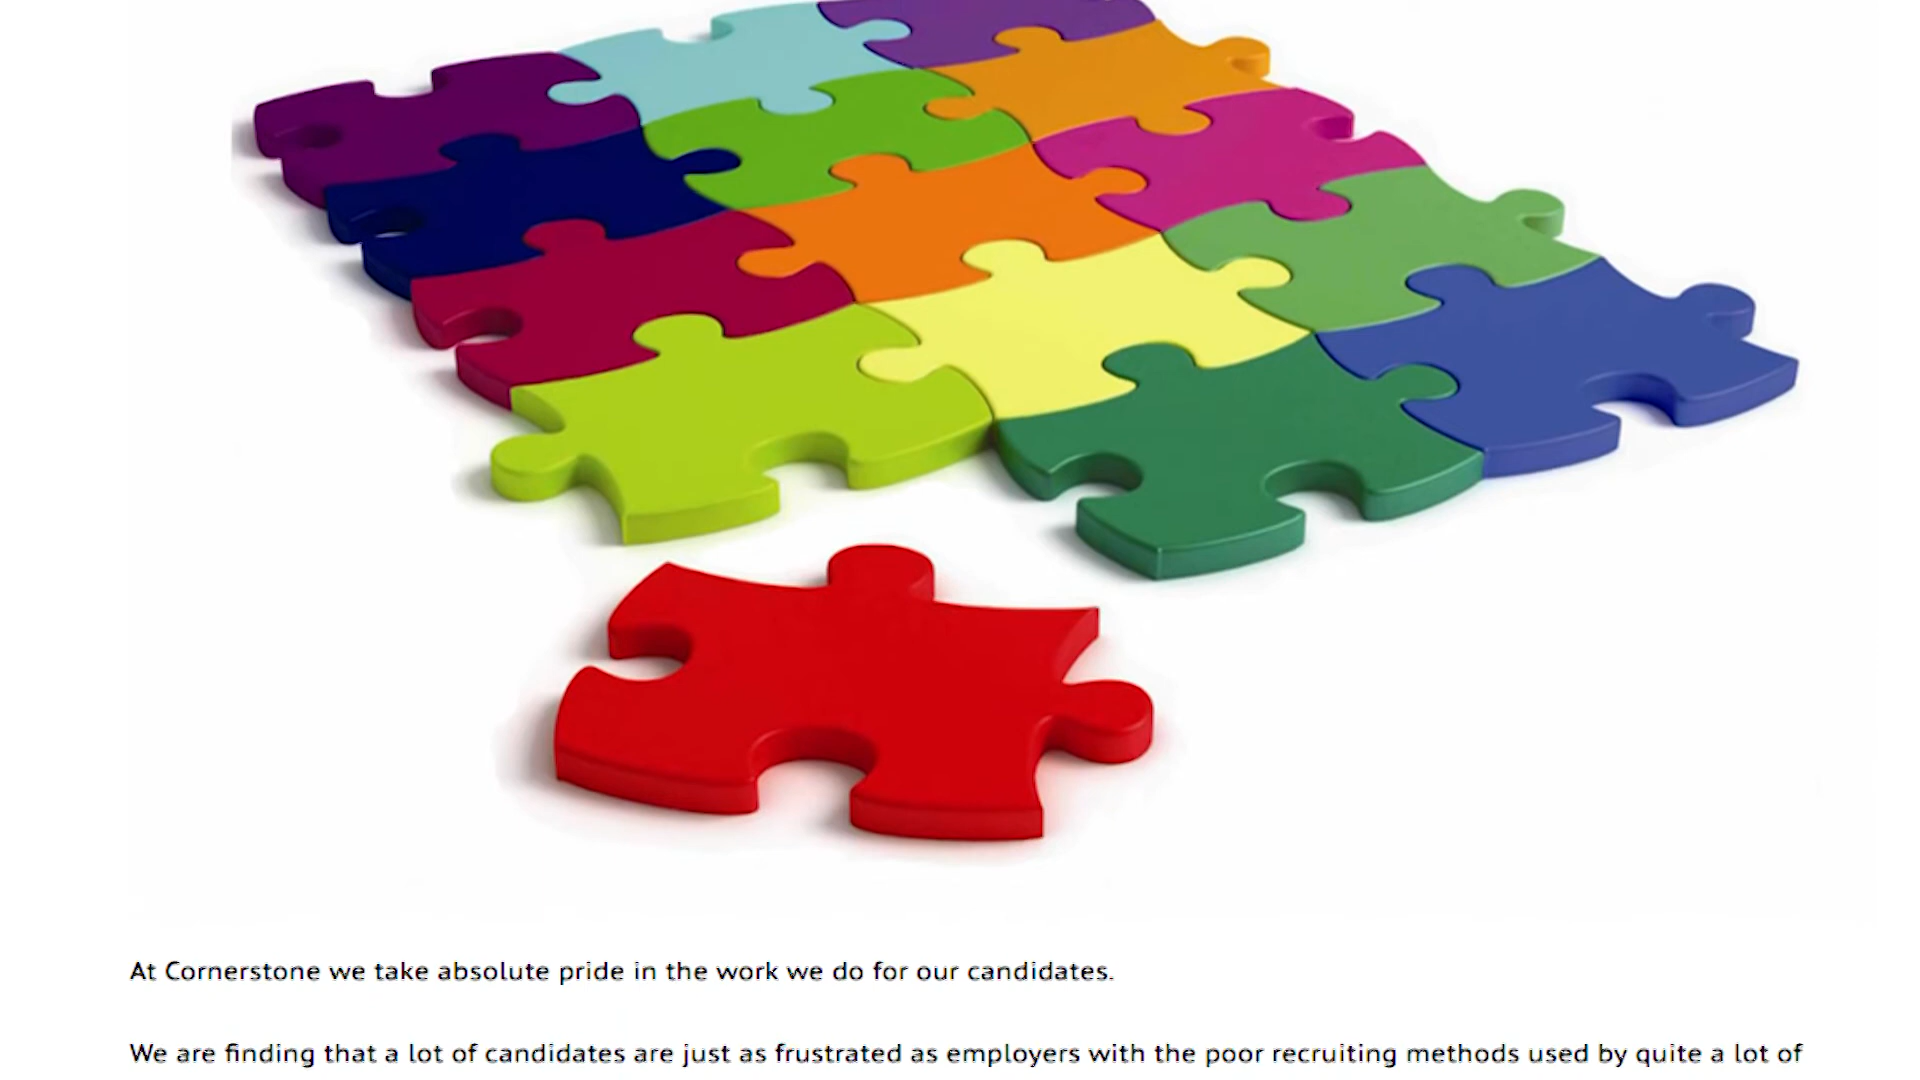 At Cornerstone we take absolute pride in the work we do for our candidates.
We are finding that a lot of candidates are just as frustrated as employers with the poor recruiting methods used by quite a lot of